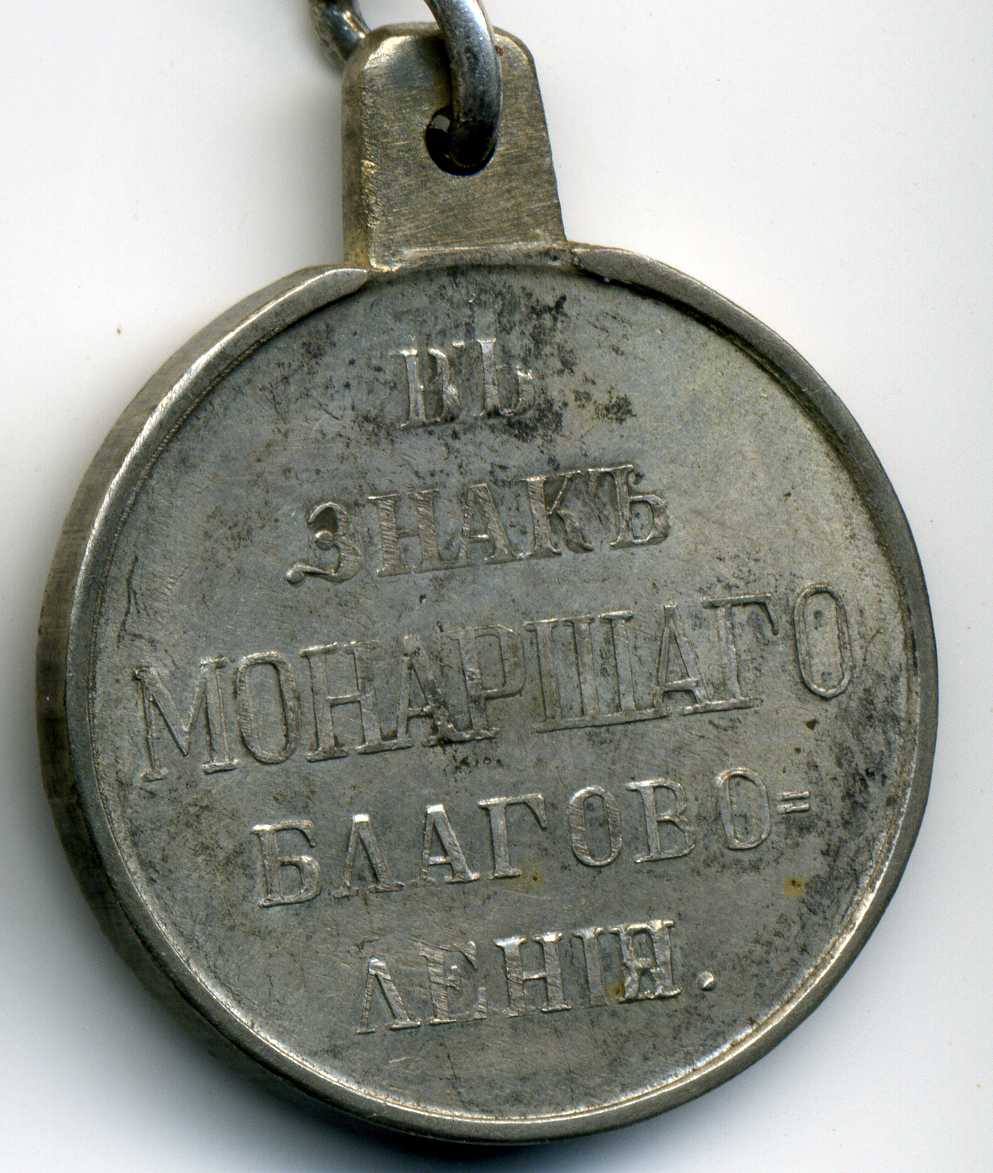 ВЪ
ЗНАКЪ
МОНАРШАГО
БЛАГОВО=
ЛЕНІЯ.